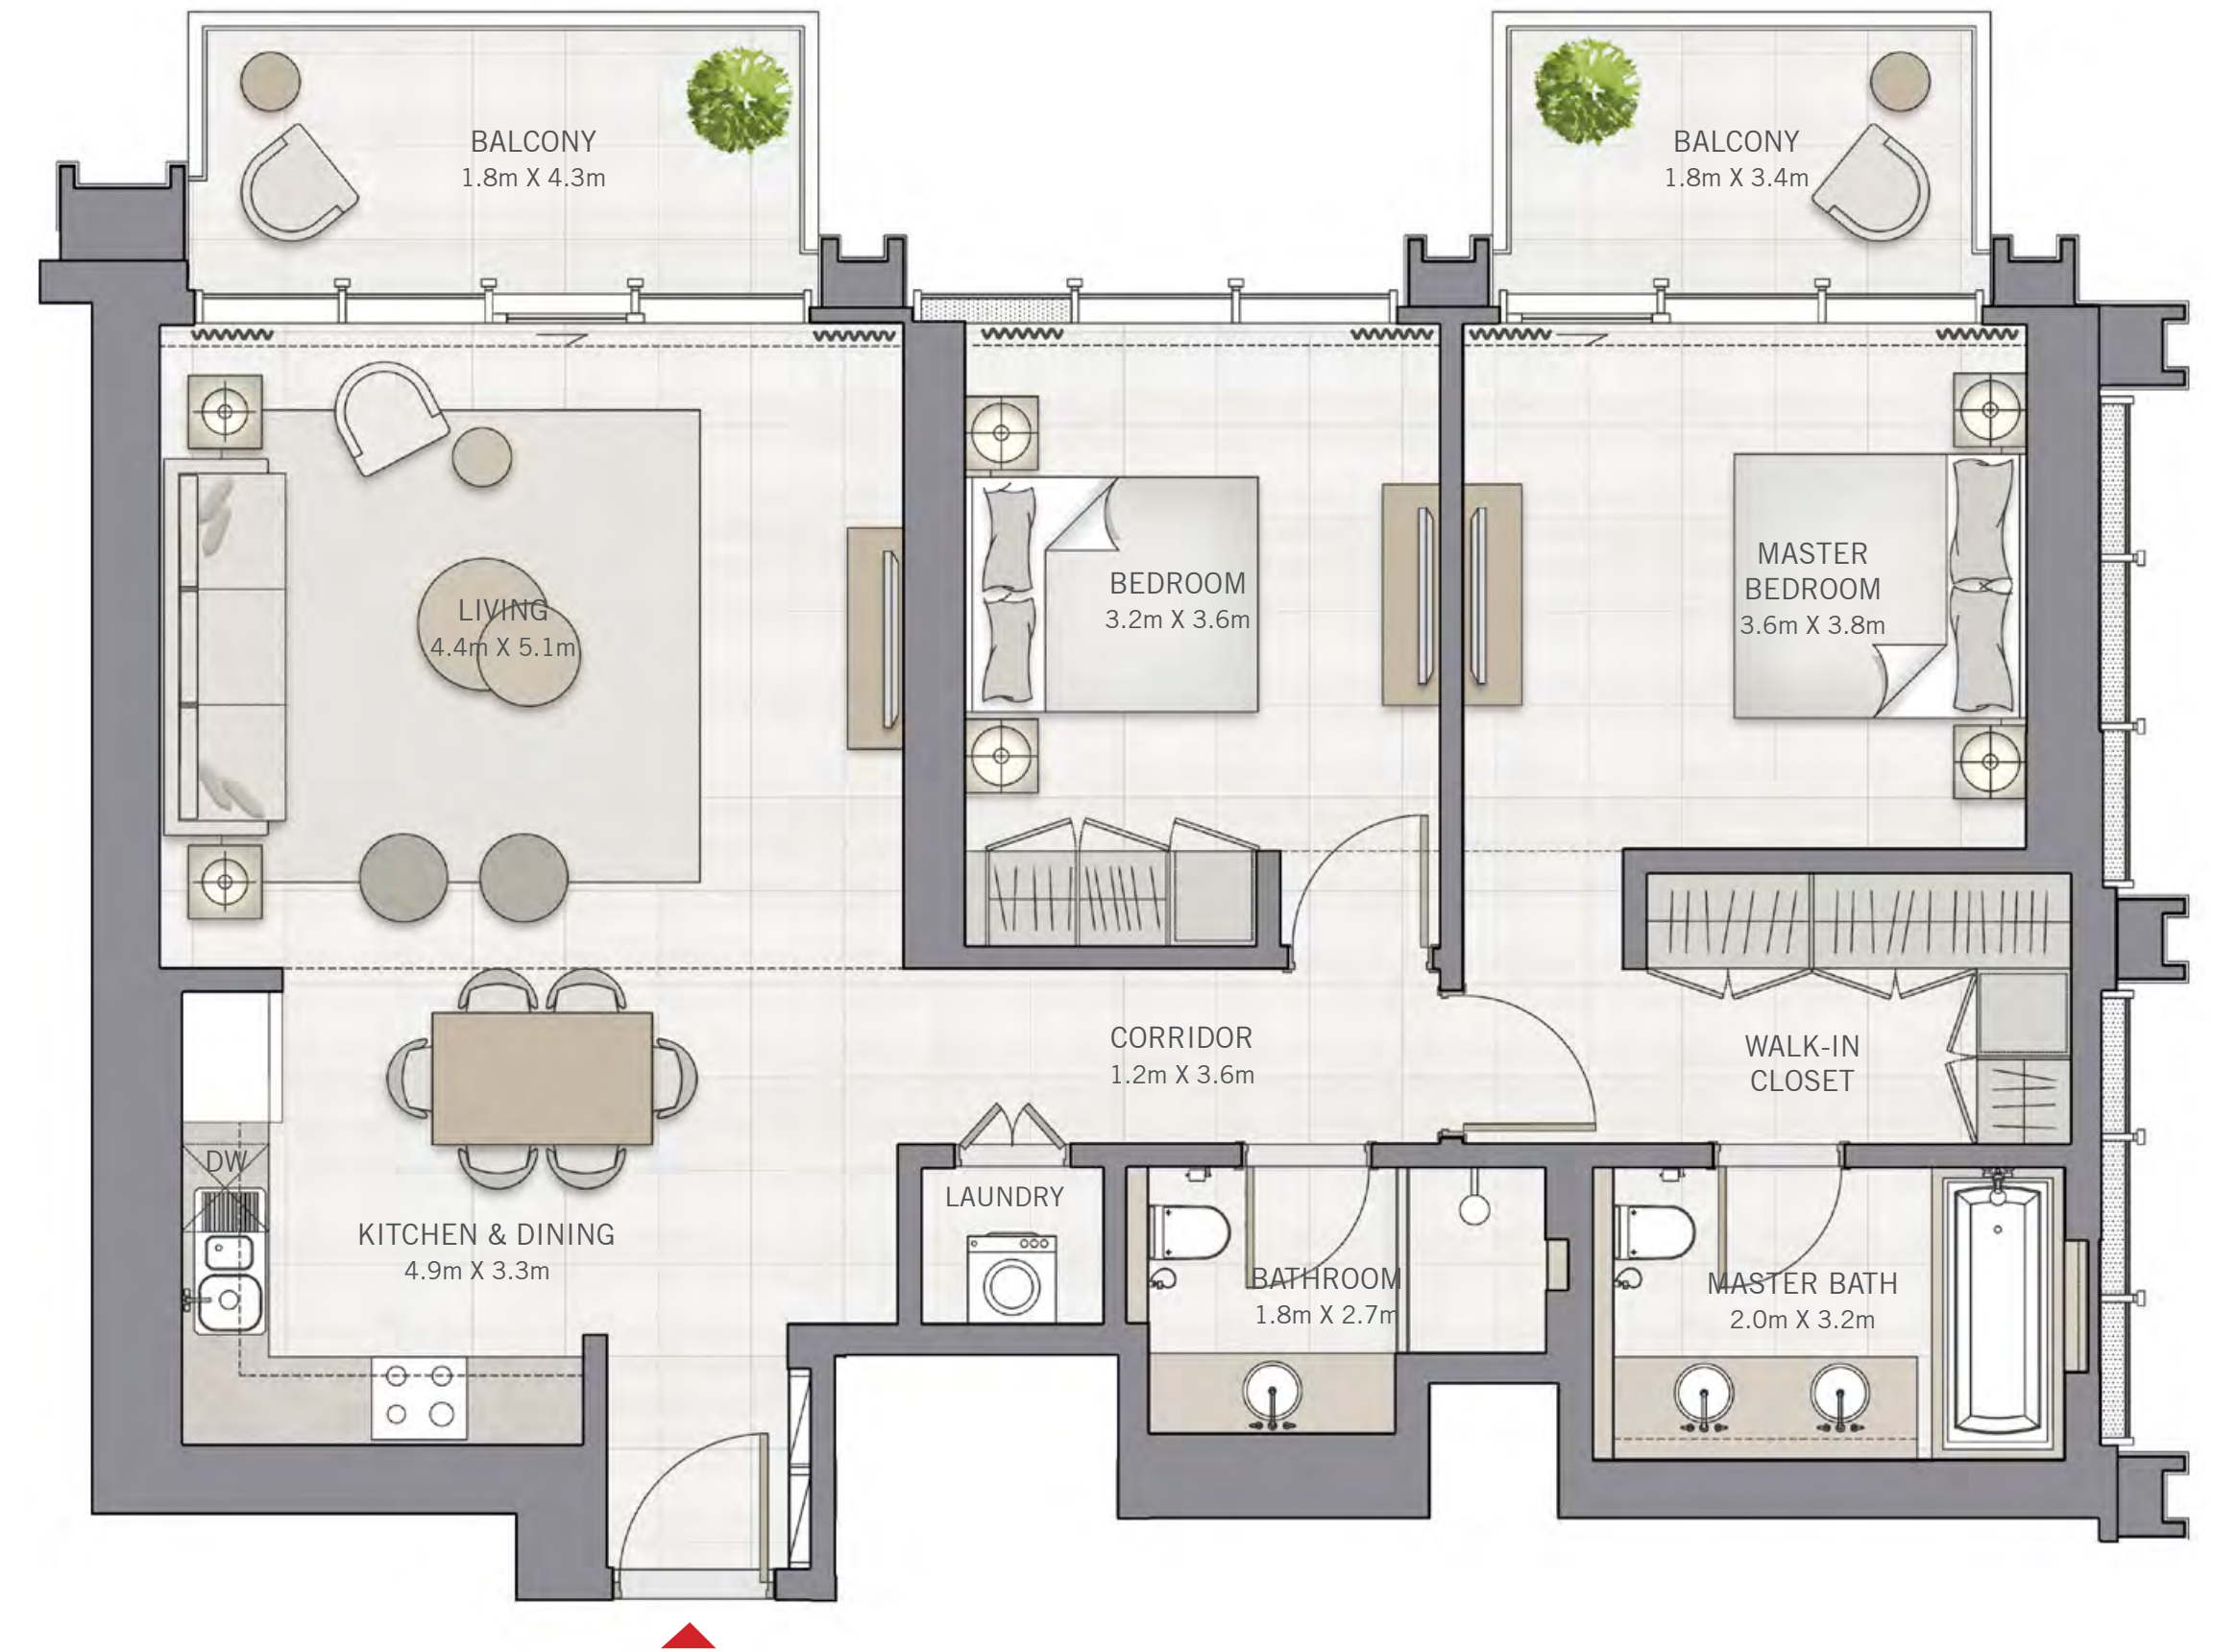 BALCONY
1.8m X 4.3m
BALCONY
1.8m X 3.4m
LIVING
4.4m X 5.1m
BEDROOM
3.2m X 3.6m
MASTER
BEDROOM
3.6m X 3.8m
CORRIDOR
1.2m X 3.6m
WALK-IN
CLOSET
DW
KITCHEN & DINING
4.9m X 3.3m
LAUNDRY
BATHROOM
1.8m X 2.7m
MASTER BATH
2.0m X 3.2m